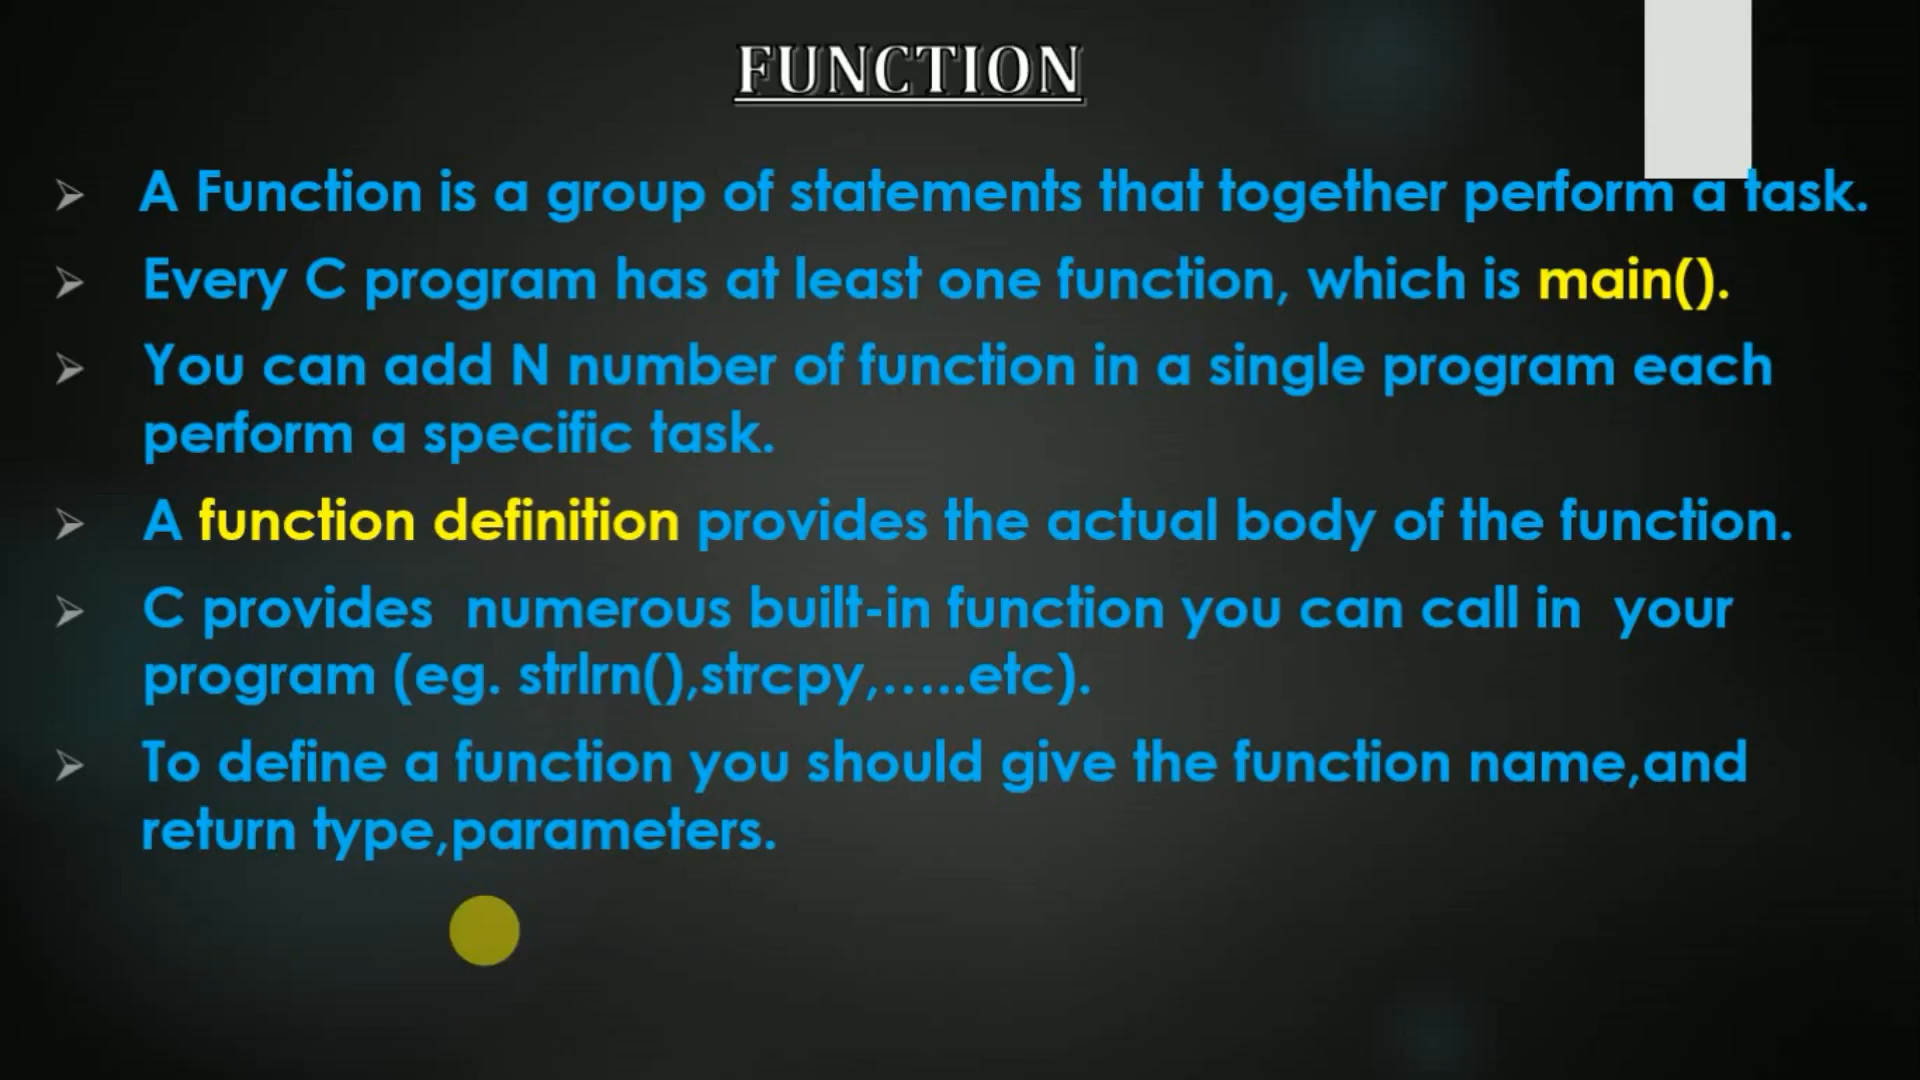 FUNCTION
A Function is a group of statements that together perform a task.
Every C program has at least one function, which is main().
You can add N number of function in a single program each
perform a specific task.
A function definition provides the actual body of the function.
C provides numerous built-in function you can call in your
program (eg. strlrn(),strcpy,…..etc).
To define a function you should give the function name,and
return type,parameters.